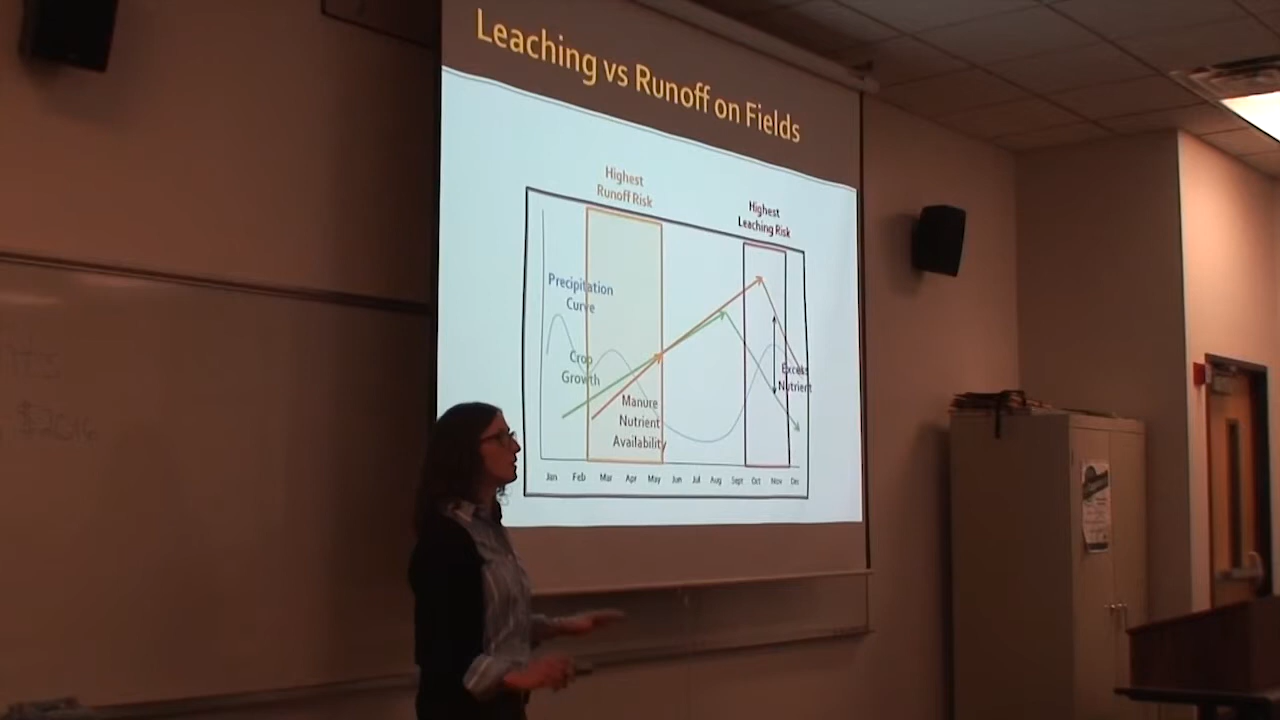 Leaching vs Runoff on Fields
Highest
Runoff Risk
Highest
Leaching Risk
Precipitation
Curve
Crop
Growth
Manure
Nutrient
Availability
Excess
Nutrient
Jan Feb Mar Apr May Jun Jul Aug Sept Oct Nov Dec
$2016